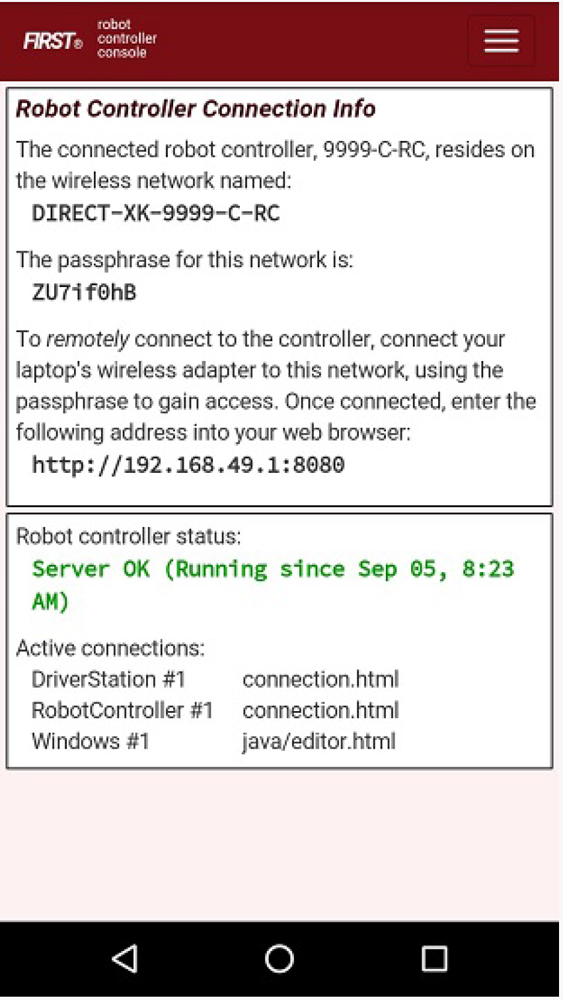 FIRST®
robot
controller
console
Robot Controller Connection Info
The connected robot controller, 9999-C-RC, resides on
the wireless network named:
DIRECT-XK-9999-C-RC
The passphrase for this network is:
ZU7if0hB
To remotely connect to the controller, connect your
laptop's wireless adapter to this network, using the
passphrase to gain access. Once connected, enter the
following address into your web browser:
http://192.168.49.1:8080
Robot controller status:
Server OK (Running since Sep 05, 8:23
AM)
Active connections:
DriverStation #1 connection.html
RobotController #1 connection.html
Windows #1 java/editor.html